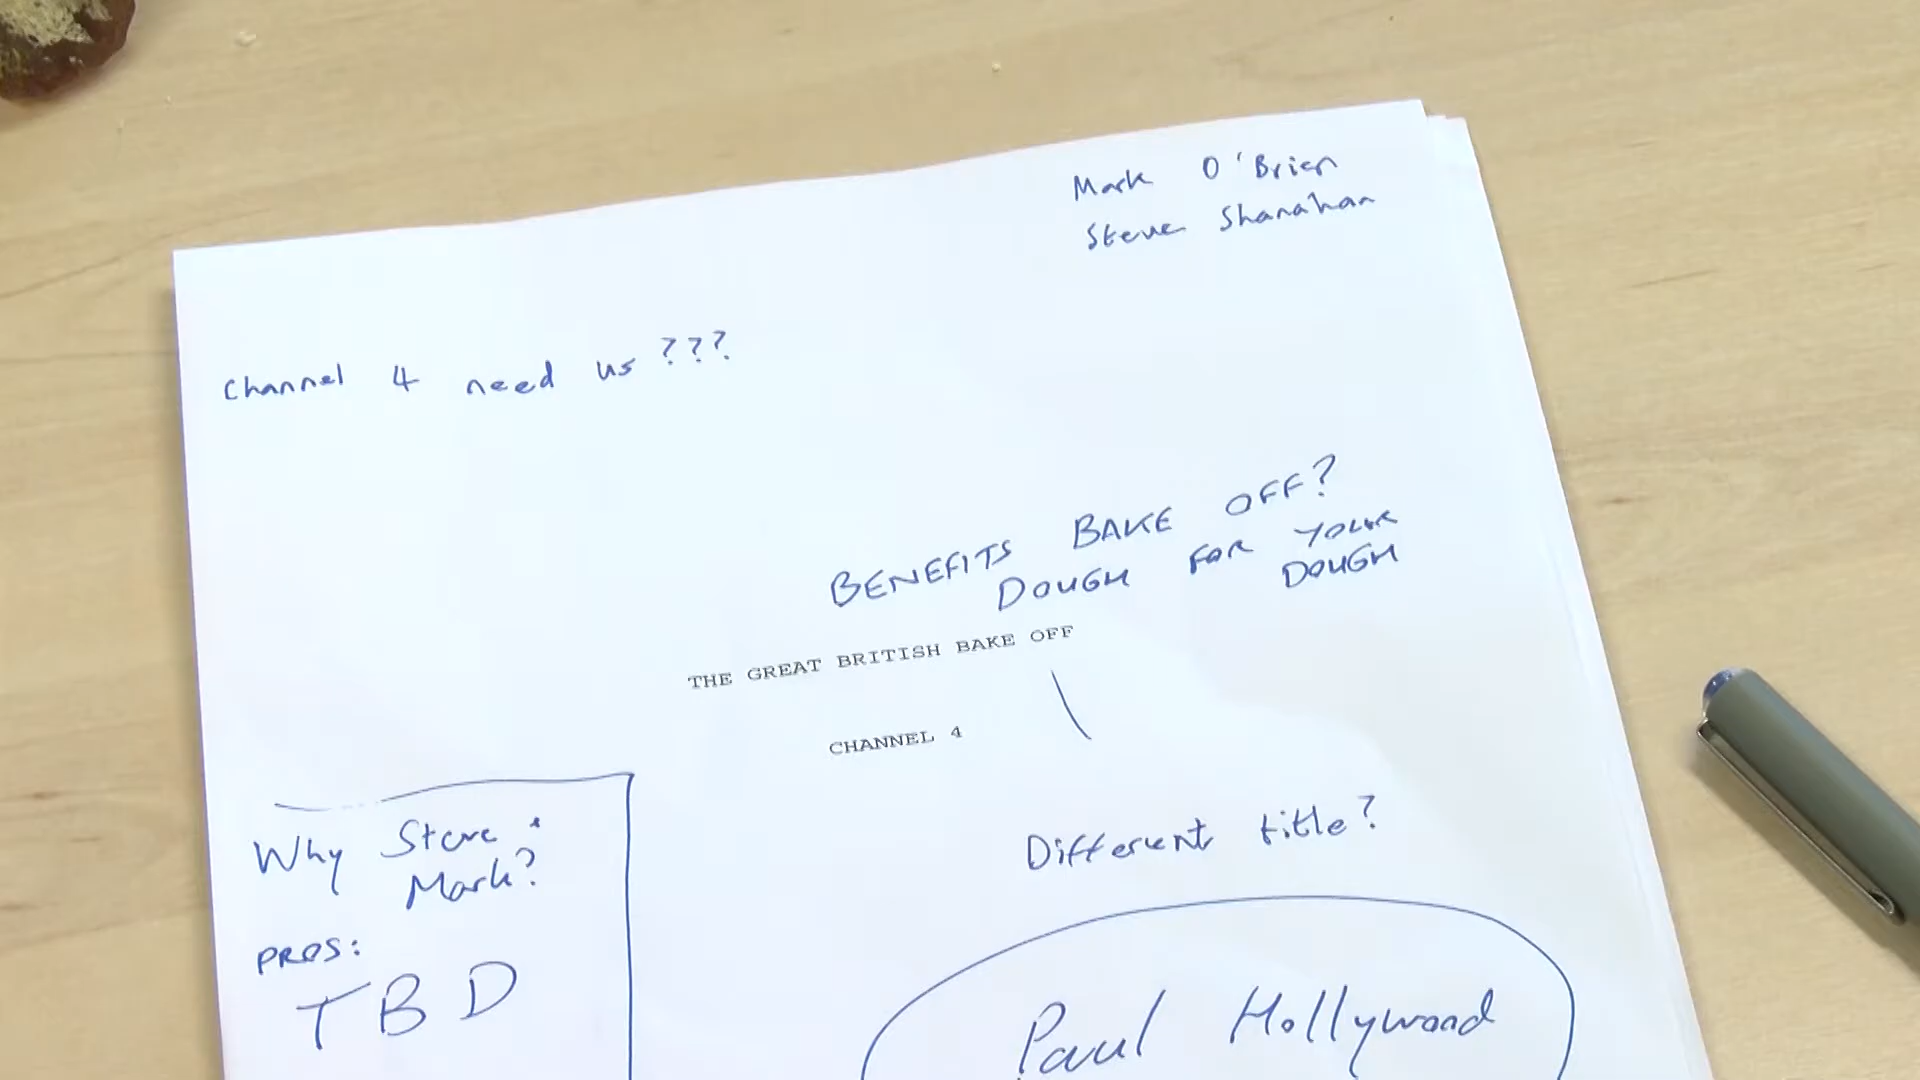 Mark O'Brien
Steve Shanahan
Channel 4 need us???
BENEFITS BAKE OFF?
DOUGH FOR YOUR
DOUGH
THE GREAT BRITISH BAKE OFF
CHANNEL 4
Different title?
Why Steve &
Mark?
PROS:
TBD
Paul Hollywood